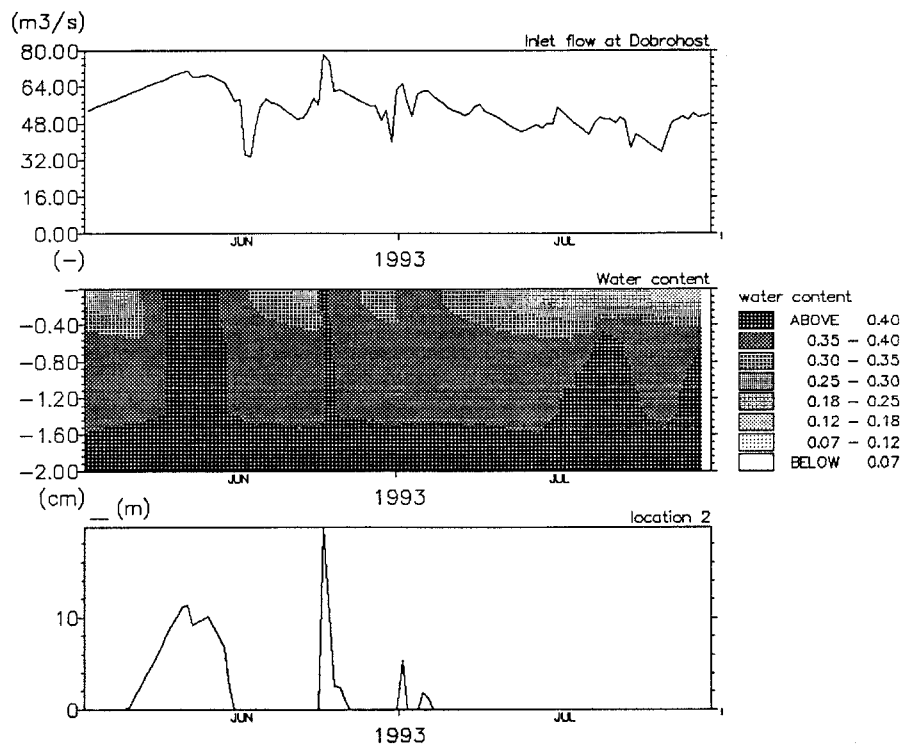 (m3/s)
Inlet flow at Dobrohost
80.00
64.00
48.00
32.00
16.00
0.00
JUN
JUL
1993
(-)
Water content
-0.40
-0.80
-1.20
-1.60
-2.00
JUN
JUL
1993
water content
ABOVE 0.40
0.35 - 0.40
0.30 - 0.35
0.25 - 0.30
0.18 - 0.25
0.12 - 0.18
0.07 - 0.12
BELOW 0.07
(cm)
__ (m)
location 2
10
0
JUN
JUL
1993